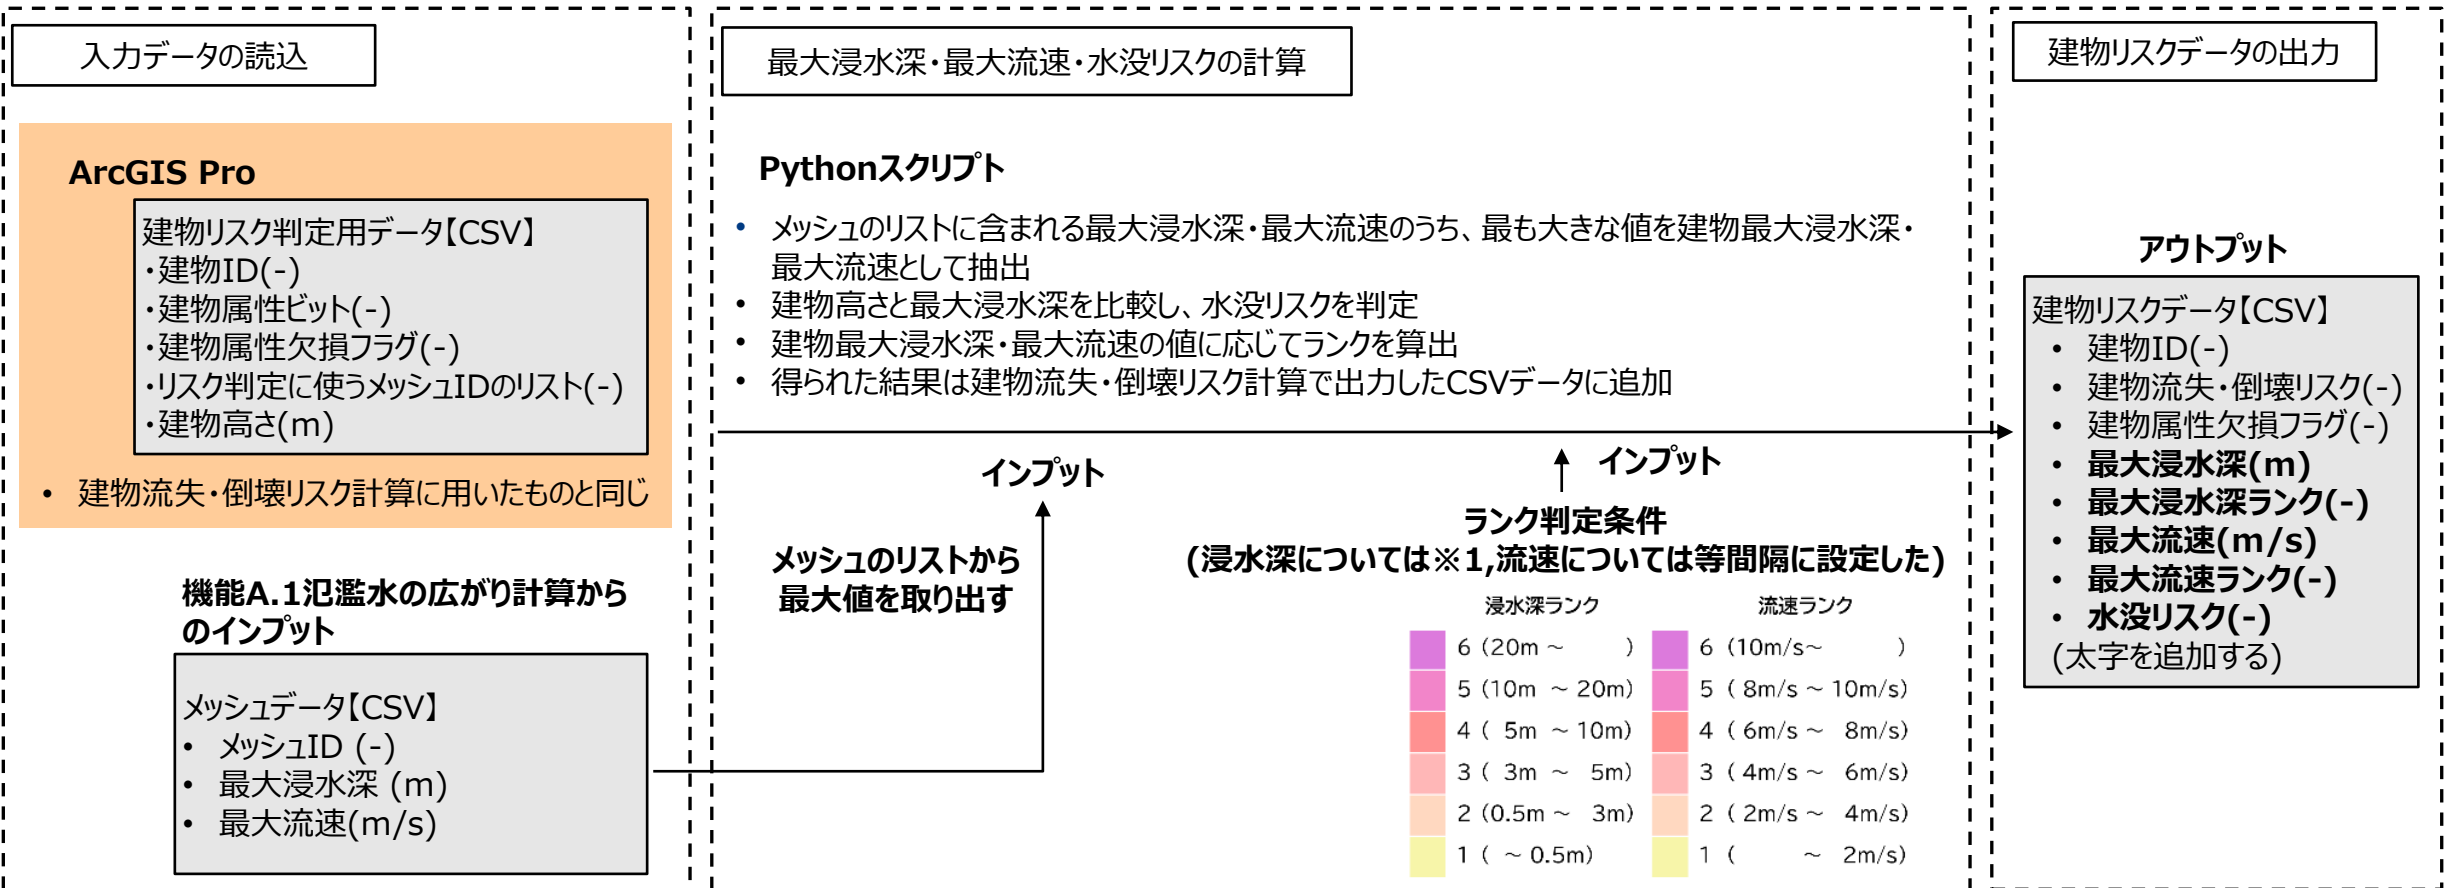 入力データの読込
ArcGIS Pro
建物リスク判定用データ【CSV】
・建物ID(-)
・建物属性ビット(-)
・建物属性欠損フラグ(-)
・リスク判定に使うメッシュIDのリスト(-)
・建物高さ(m)
• 建物流失・倒壊リスク計算に用いたものと同じ
機能A.1氾濫水の広がり計算から
のインプット
メッシュデータ【CSV】
• メッシュID (-)
• 最大浸水深 (m)
• 最大流速(m/s)
最大浸水深・最大流速・水没リスクの計算
Pythonスクリプト
• メッシュのリストに含まれる最大浸水深・最大流速のうち、最も大きな値を建物最大浸水深・
最大流速として抽出
• 建物高さと最大浸水深を比較し、水没リスクを判定
• 建物最大浸水深・最大流速の値に応じてランクを算出
• 得られた結果は建物流失・倒壊リスク計算で出力したCSVデータに追加
インプット
メッシュのリストから
最大値を取り出す
インプット
ランク判定条件
(浸水深については※1,流速については等間隔に設定した)
浸水深ランク
6 (20m ~ )
5 (10m ~ 20m)
4 ( 5m ~ 10m)
3 ( 3m ~ 5m)
2 (0.5m ~ 3m)
1 ( ~ 0.5m)
流速ランク
6 (10m/s~ )
5 ( 8m/s ~ 10m/s)
4 ( 6m/s ~ 8m/s)
3 ( 4m/s ~ 6m/s)
2 ( 2m/s ~ 4m/s)
1 ( ~ 2m/s)
建物リスクデータの出力
アウトプット
建物リスクデータ【CSV】
• 建物ID(-)
• 建物流失・倒壊リスク(-)
• 建物属性欠損フラグ(-)
• 最大浸水深(m)
• 最大浸水深ランク(-)
• 最大流速(m/s)
• 最大流速ランク(-)
• 水没リスク(-)
(太字を追加する)